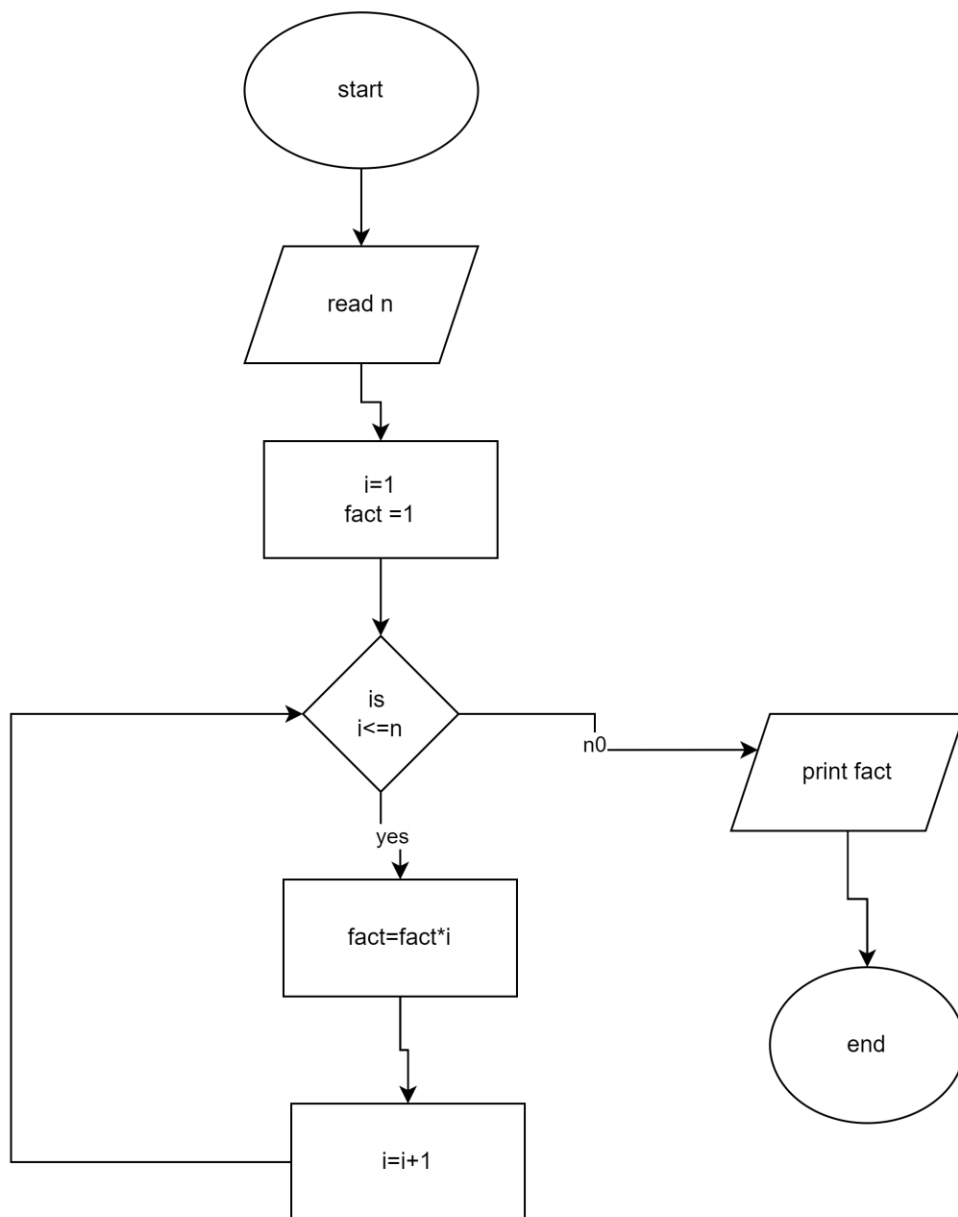 start
read n
i=1
fact =1
is
i<=n
n0
print fact
yes
fact=fact*i
end
i=i+1